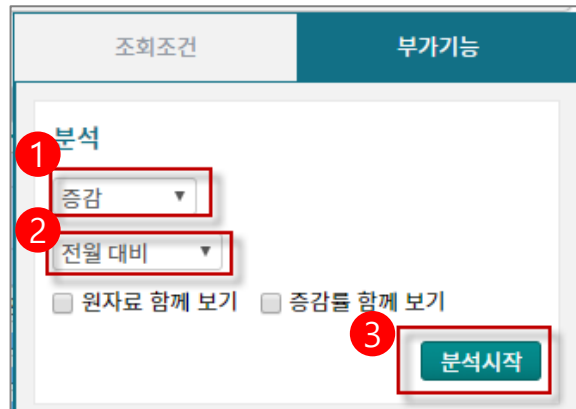 조회조건 부가기능
분석
1
증감 ▼
2
전월 대비 ▼
원자료 함께 보기 증감률 함께 보기
3
분석시작